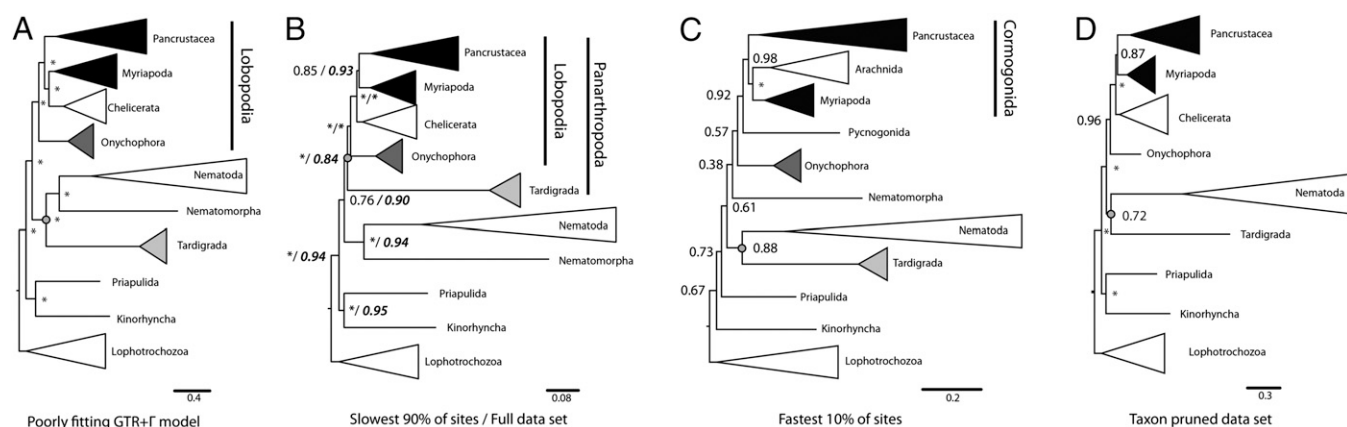 A
Lobopodia
Pancrustacea
*
Myriapoda
*
*
*
Chelicerata
Onychophora
*
Nematoda
*
Nematomorpha
*
*
Tardigrada
Priapulida
*
Kinorhyncha
Lophotrochozoa
0.4
Poorly fitting GTR+Γ model
B
Panarthropoda
Lobopodia
Pancrustacea
0.85 / 0.93
Myriapoda
*/*
Chelicerata
*/*
Onychophora
*/ 0.84
Tardigrada
0.76 / 0.90
Nematoda
*/ 0.94
Nematomorpha
*/ 0.94
Priapulida
*/ 0.95
Kinorhyncha
Lophotrochozoa
0.08
Slowest 90% of sites / Full data set
C
Cormogonida
Pancrustacea
0.98
Arachnida
*
0.92
Myriapoda
0.57
Pycnogonida
0.38
Onychophora
Nematomorpha
0.61
Nematoda
0.73
0.88
Tardigrada
0.67
Priapulida
Kinorhyncha
Lophotrochozoa
0.2
Fastest 10% of sites
D
Pancrustacea
0.87
Myriapoda
*
0.96
Chelicerata
Onychophora
*
Nematoda
0.72
*
Tardigrada
Priapulida
*
Kinorhyncha
Lophotrochozoa
0.3
Taxon pruned data set